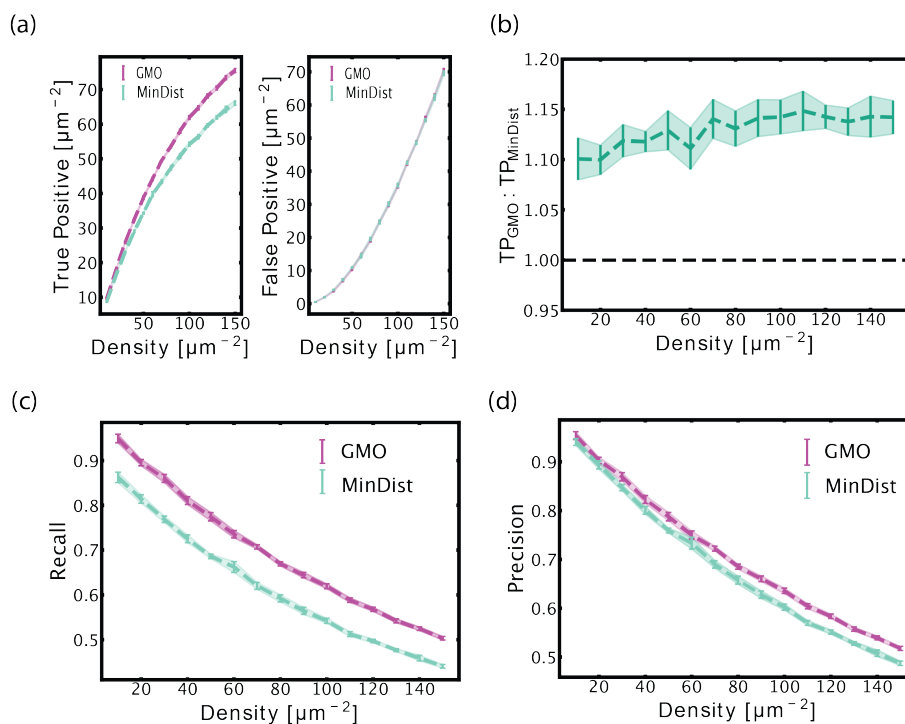 (a)
True Positive [μm⁻²]
70
60
50
40
30
20
10
GMO
MinDist
50
100
150
Density [μm⁻²]
False Positive [μm⁻²]
70
60
50
40
30
20
10
0
GMO
MinDist
50
100
150
Density [μm⁻²]
(b)
TP_GMO : TP_MinDist
1.20
1.15
1.10
1.05
1.00
0.95
20
40
60
80
100
120
140
Density [μm⁻²]
(c)
Recall
0.9
0.8
0.7
0.6
0.5
GMO
MinDist
20
40
60
80
100
120
140
Density [μm⁻²]
(d)
Precision
0.9
0.8
0.7
0.6
0.5
GMO
MinDist
20
40
60
80
100
120
140
Density [μm⁻²]